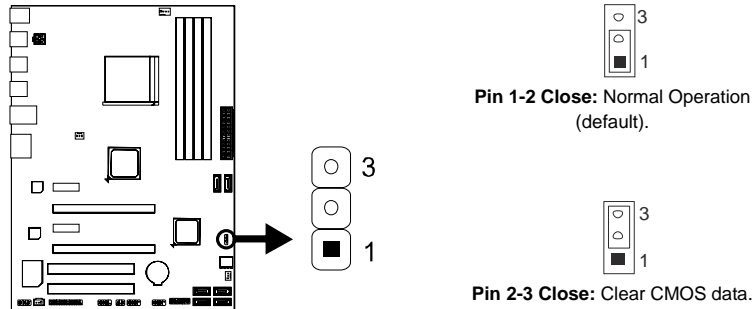 3
1
3
1
Pin 1-2 Close: Normal Operation
(default).
3
1
Pin 2-3 Close: Clear CMOS data.